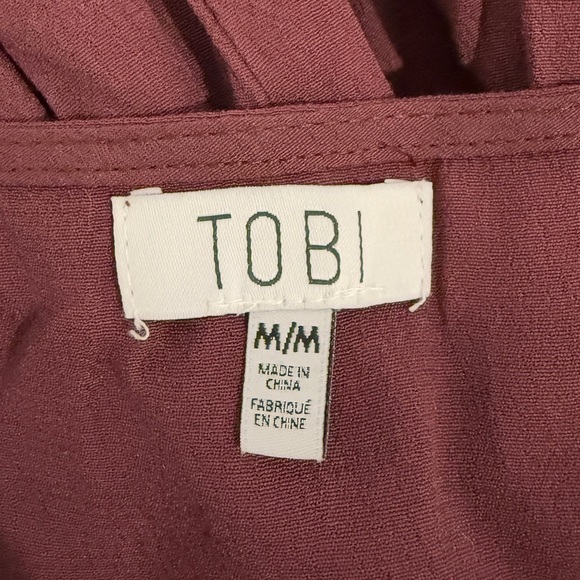 TOBI
M/M
MADE IN
CHINA
FABRIQUÉ
EN CHINE